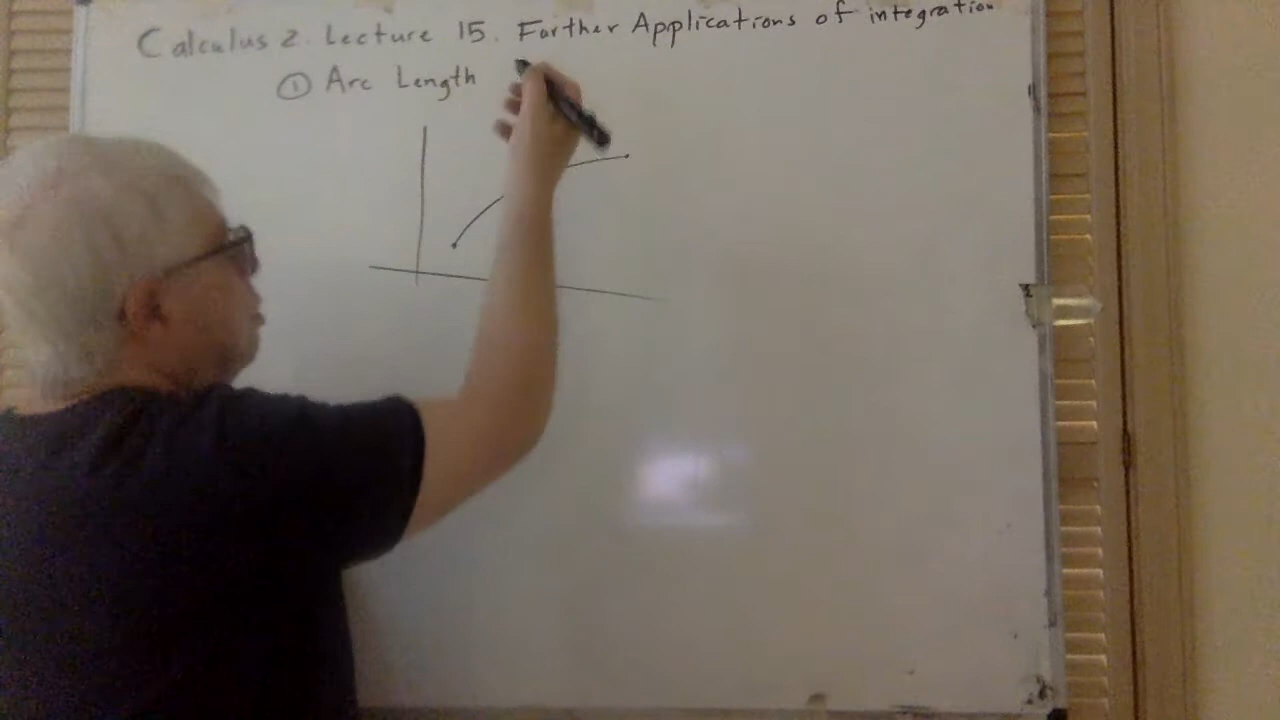 Calculus 2. Lecture 15. Further Applications of integration
① Arc Length